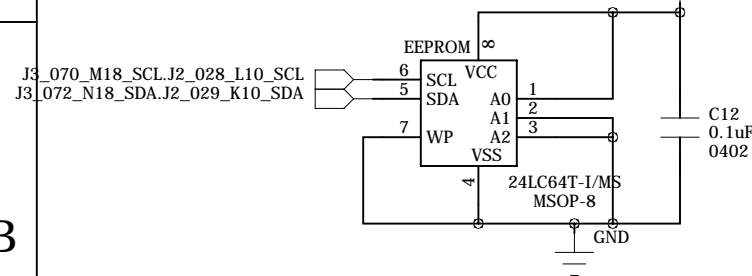 EEPROM
8
J3_070_M18_SCL.J2_028_L10_SCL
6
SCL
VCC
J3_072_N18_SDA.J2_029_K10_SDA
5
SDA
A0
1
A1
2
7
WP
A2
3
VSS
4
24LC64T-I/MS
MSOP-8
GND
C12
0.1uF
0402
B